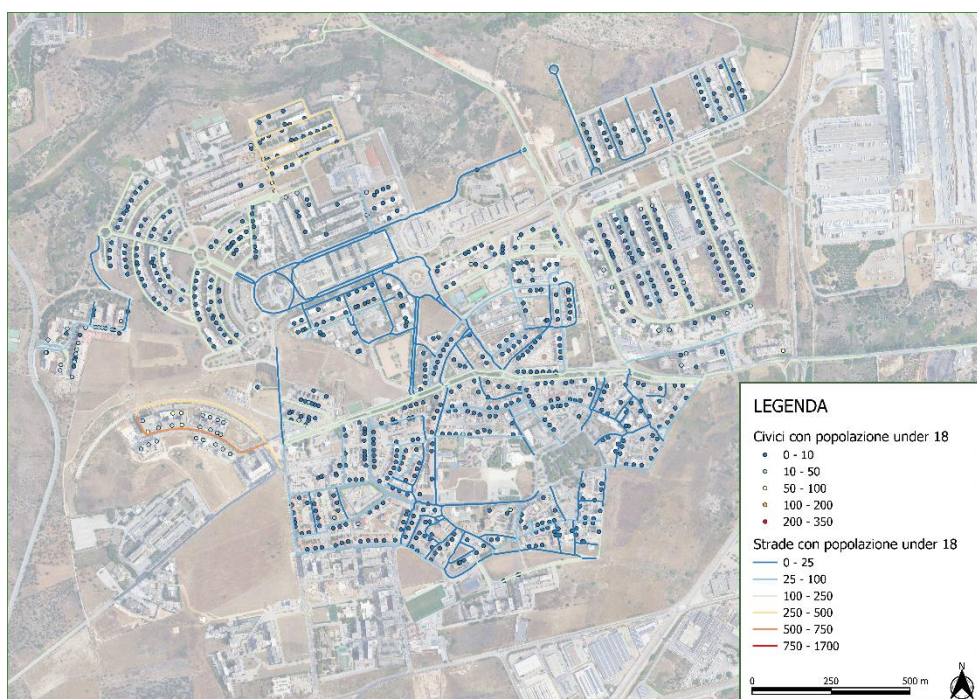 LEGENDA
Civici con popolazione under 18
0 - 10
10 - 50
50 - 100
100 - 200
200 - 350
Strade con popolazione under 18
0 - 25
25 - 100
100 - 250
250 - 500
500 - 750
750 - 1700
N
0 250 500 m